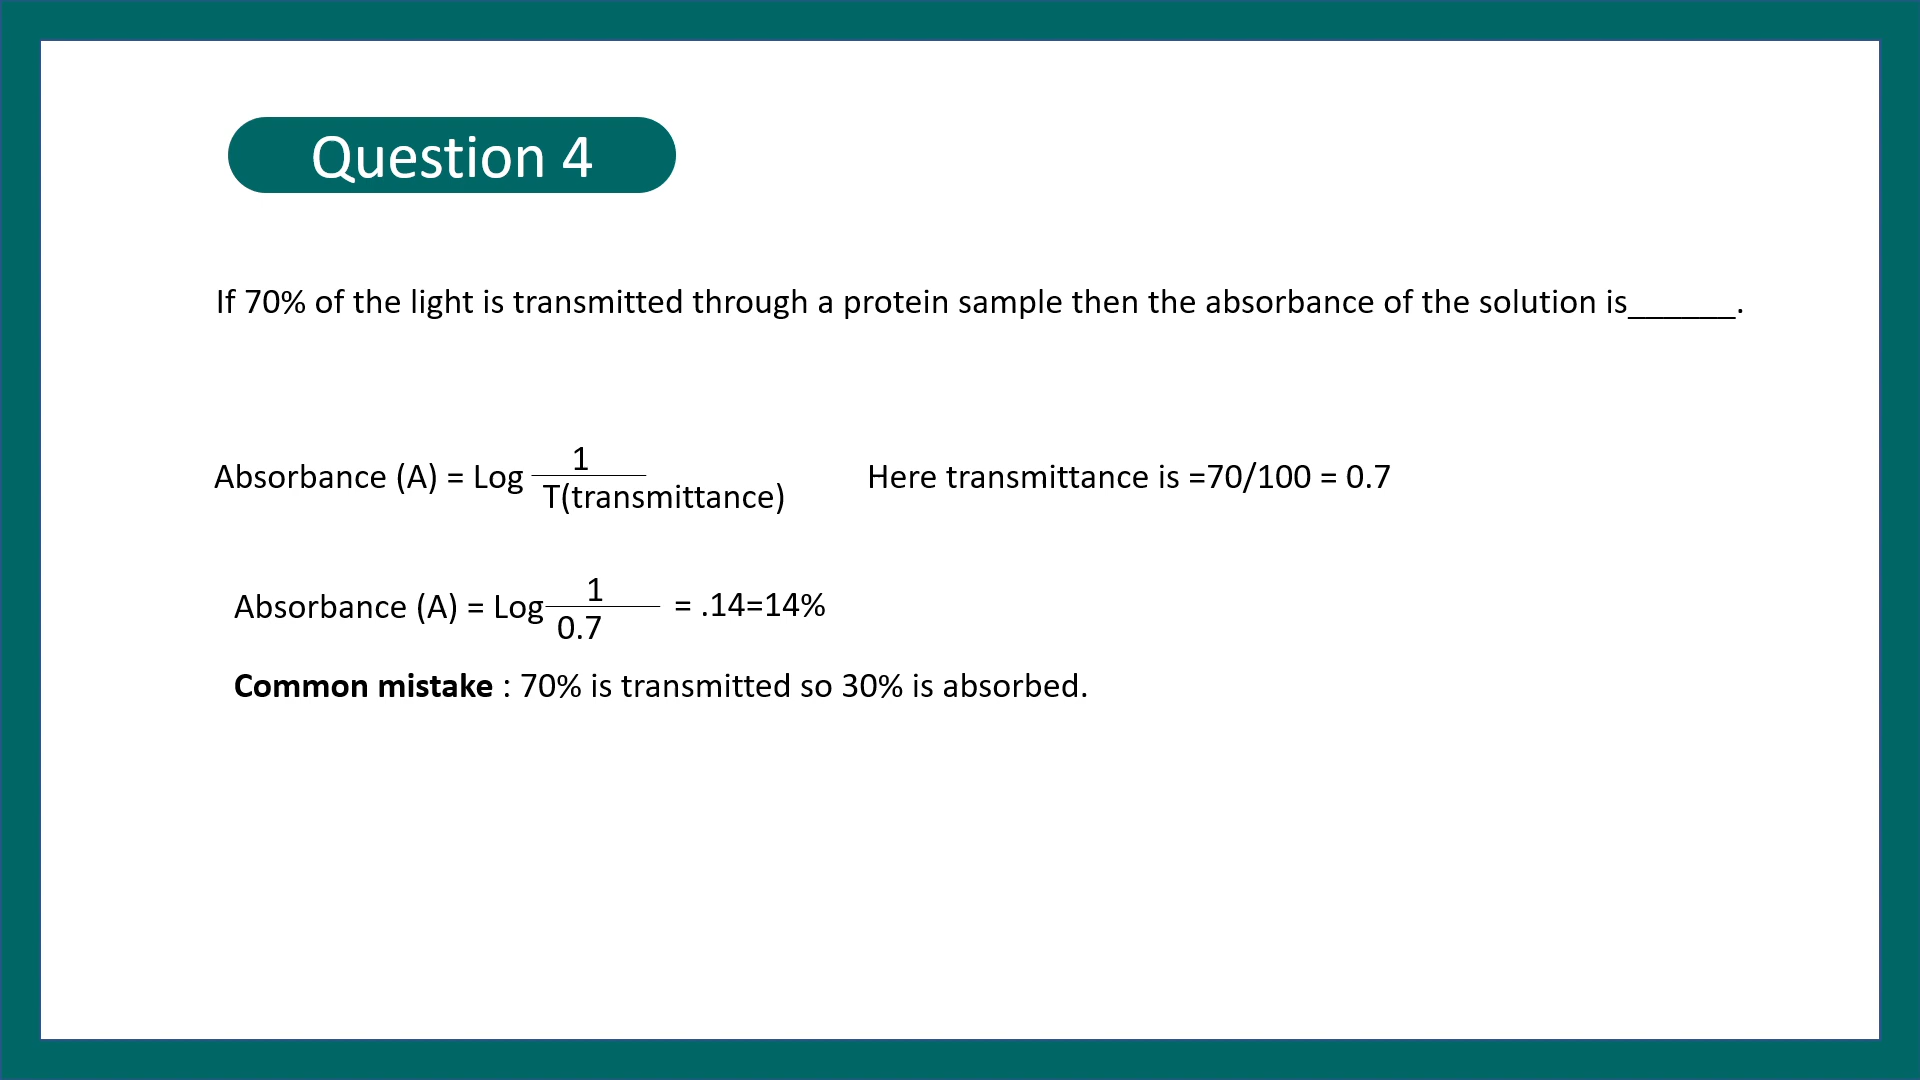 Question 4
If 70% of the light is transmitted through a protein sample then the absorbance of the solution is______.
1
Absorbance (A) = Log
T(transmittance)
Here transmittance is =70/100 = 0.7
1
Absorbance (A) = Log
0.7
= .14=14%
Common mistake : 70% is transmitted so 30% is absorbed.